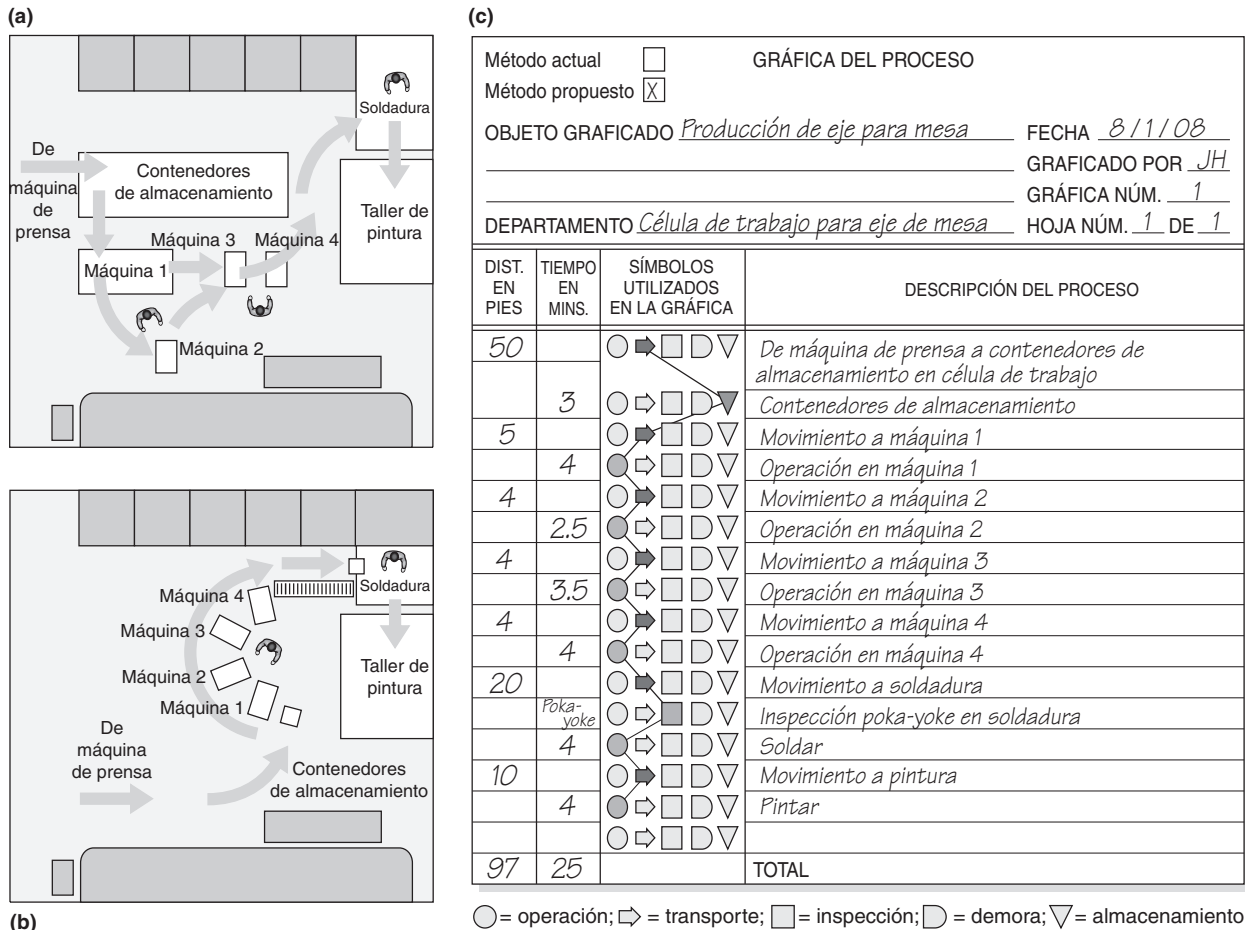 (a)
Soldadura
De
máquina
de
prensa
Contenedores
de almacenamiento
Taller de
pintura
Máquina 3
Máquina 4
Máquina 1
Máquina 2
Máquina 4
Soldadura
Máquina 3
Máquina 2
Taller de
pintura
Máquina 1
De
máquina
de prensa
Contenedores
de almacenamiento
(b)
(c)
Método actual
GRÁFICA DEL PROCESO
Método propuesto X
OBJETO GRAFICADO Producción de eje para mesa FECHA 8/1/08
GRAFICADO POR JH
GRÁFICA NÚM. 1
DEPARTAMENTO Célula de trabajo para eje de mesa HOJA NÚM. 1 DE 1
DIST.
EN
PIES
TIEMPO
EN
MINS.
SÍMBOLOS
UTILIZADOS
EN LA GRÁFICA
DESCRIPCIÓN DEL PROCESO
50 De máquina de prensa a contenedores de
almacenamiento en célula de trabajo
3 Contenedores de almacenamiento
5 Movimiento a máquina 1
4 Operación en máquina 1
4 Movimiento a máquina 2
2.5 Operación en máquina 2
4 Movimiento a máquina 3
3.5 Operación en máquina 3
4 Movimiento a máquina 4
4 Operación en máquina 4
20 Movimiento a soldadura
Poka-
yoke Inspección poka-yoke en soldadura
4 Soldar
10 Movimiento a pintura
4 Pintar
97 25 TOTAL
= operación; = transporte; = inspección; = demora; = almacenamiento